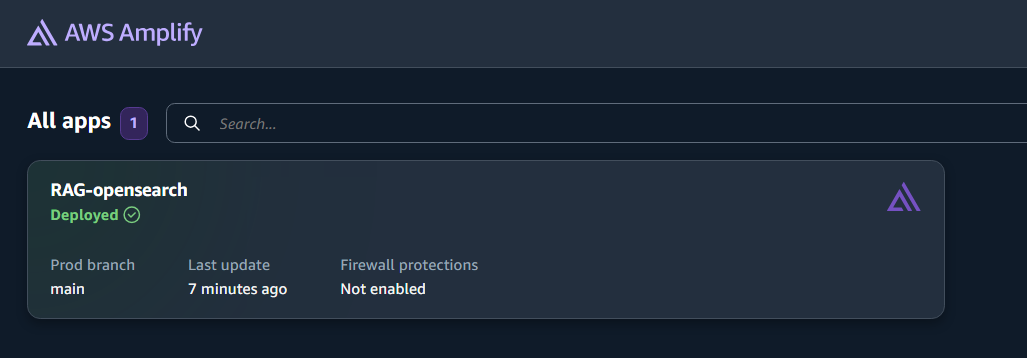 AWS Amplify
All apps 1
Search...
RAG-opensearch
Deployed
Prod branch Last update Firewall protections
main 7 minutes ago Not enabled